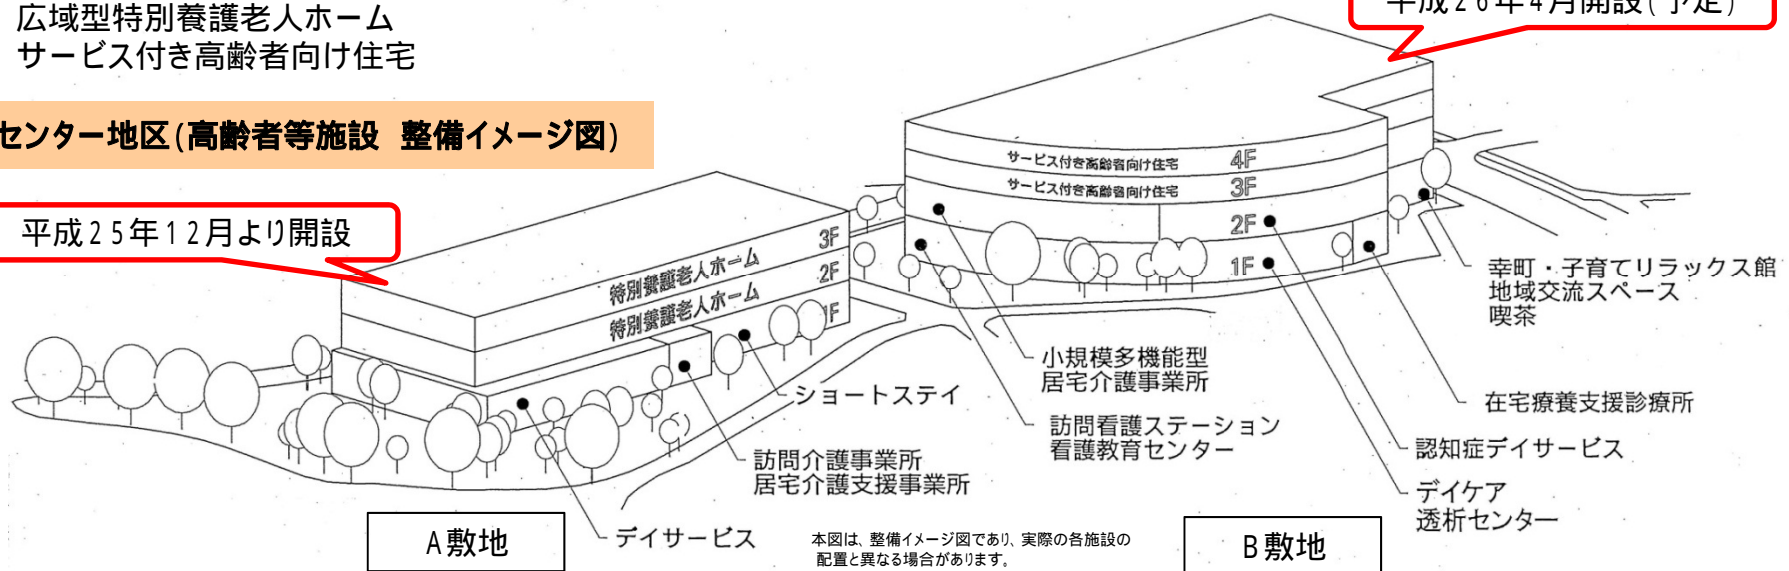 広域型特別養護老人ホーム
サービス付き高齢者向け住宅
平成26年4月開設(予定)
センター地区(高齢者等施設 整備イメージ図)
平成25年12月より開設
サービス付き高齢者向け住宅 4F
サービス付き高齢者向け住宅 3F
2F
1F
特別養護老人ホーム 3F
特別養護老人ホーム 2F
1F
幸町・子育てリラックス館
地域交流スペース
喫茶
小規模多機能型
居宅介護事業所
ショートステイ
在宅療養支援診療所
訪問看護ステーション
看護教育センター
認知症デイサービス
訪問介護事業所
居宅介護支援事業所
デイケア
透析センター
デイサービス
A敷地
本図は、整備イメージ図であり、実際の各施設の
配置と異なる場合があります。
B敷地